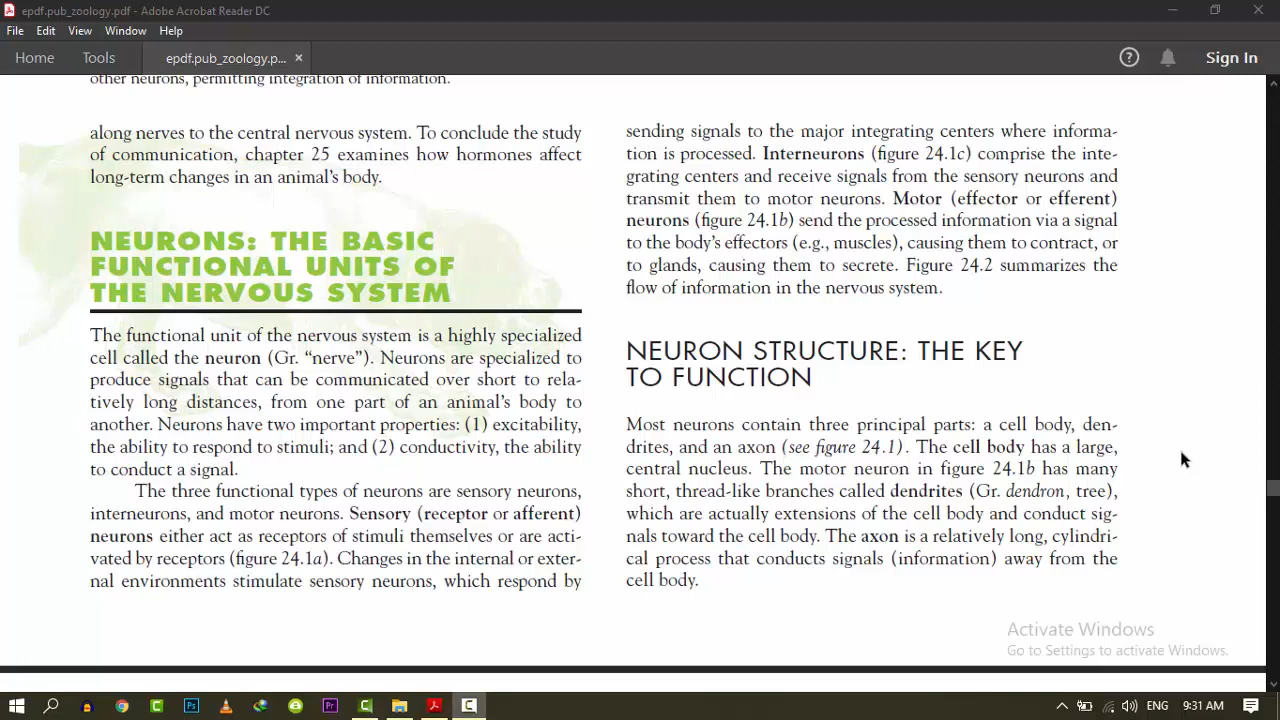 epdf.pub_zoology.pdf - Adobe Acrobat Reader DC
File Edit View Window Help
Home Tools epdf.pub_zoology.p... × Sign In
other neurons, permitting integration of information.
along nerves to the central nervous system. To conclude the study
of communication, chapter 25 examines how hormones affect
long-term changes in an animal's body.
NEURONS: THE BASIC
FUNCTIONAL UNITS OF
THE NERVOUS SYSTEM
The functional unit of the nervous system is a highly specialized
cell called the neuron (Gr. “nerve”). Neurons are specialized to
produce signals that can be communicated over short to rela-
tively long distances, from one part of an animal's body to
another. Neurons have two important properties: (1) excitability,
the ability to respond to stimuli; and (2) conductivity, the ability
to conduct a signal.
The three functional types of neurons are sensory neurons,
interneurons, and motor neurons. Sensory (receptor or afferent)
neurons either act as receptors of stimuli themselves or are acti-
vated by receptors (figure 24.1a). Changes in the internal or exter-
nal environments stimulate sensory neurons, which respond by
sending signals to the major integrating centers where informa-
tion is processed. Interneurons (figure 24.1c) comprise the inte-
grating centers and receive signals from the sensory neurons and
transmit them to motor neurons. Motor (effector or efferent)
neurons (figure 24.1b) send the processed information via a signal
to the body's effectors (e.g., muscles), causing them to contract, or
to glands, causing them to secrete. Figure 24.2 summarizes the
flow of information in the nervous system.
NEURON STRUCTURE: THE KEY
TO FUNCTION
Most neurons contain three principal parts: a cell body, den-
drites, and an axon (see figure 24.1). The cell body has a large,
central nucleus. The motor neuron in figure 24.1b has many
short, thread-like branches called dendrites (Gr. dendron, tree),
which are actually extensions of the cell body and conduct sig-
nals toward the cell body. The axon is a relatively long, cylindri-
cal process that conducts signals (information) away from the
cell body.
Activate Windows
Go to Settings to activate Windows.
ENG 9:31 AM